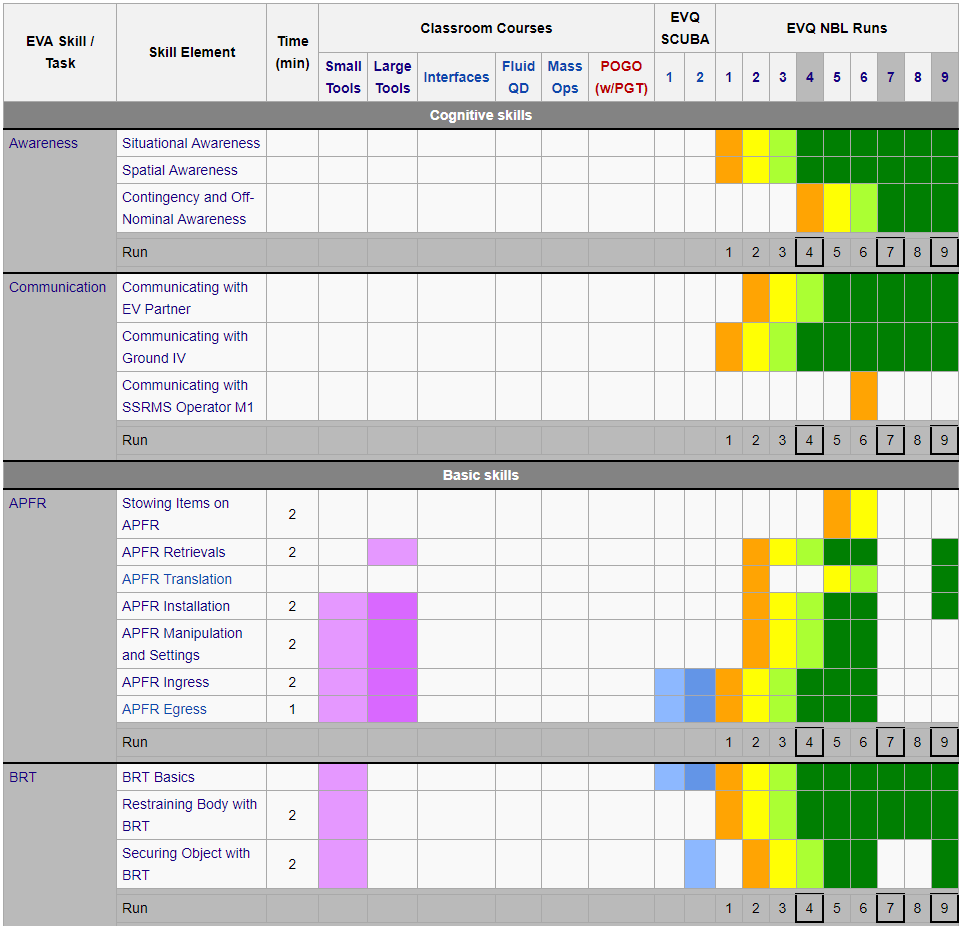 EVA Skill / Task Skill Element Time (min) Classroom Courses EVQ SCUBA EVQ NBL Runs
Small Tools Large Tools Interfaces Fluid QD Mass Ops POGO (w/PGT) 1 2 1 2 3 4 5 6 7 8 9
Cognitive skills
Awareness Situational Awareness
Spatial Awareness
Contingency and Off-
Nominal Awareness
Run 1 2 3 4 5 6 7 8 9
Communication Communicating with
EV Partner
Communicating with
Ground IV
Communicating with
SSRMS Operator M1
Run 1 2 3 4 5 6 7 8 9
Basic skills
APFR Stowing Items on
APFR 2
APFR Retrievals 2
APFR Translation
APFR Installation 2
APFR Manipulation
and Settings 2
APFR Ingress 2
APFR Egress 1
Run 1 2 3 4 5 6 7 8 9
BRT BRT Basics
Restraining Body with
BRT 2
Securing Object with
BRT 2
Run 1 2 3 4 5 6 7 8 9